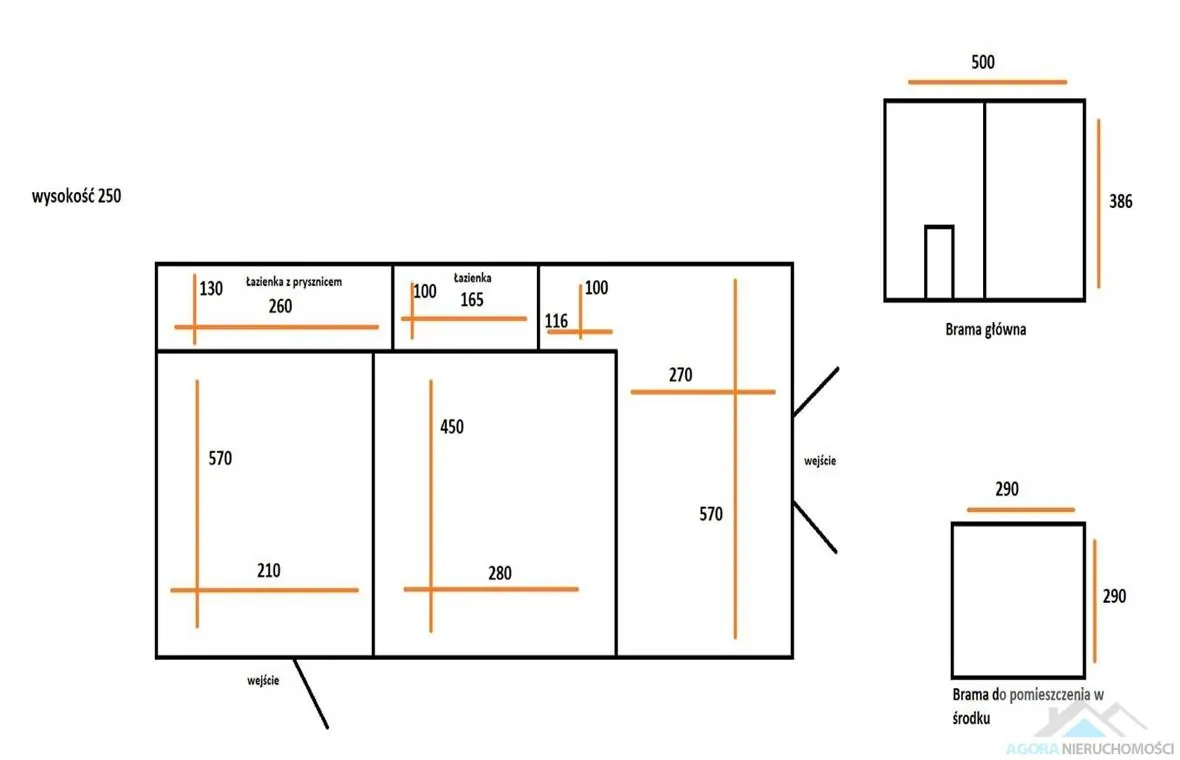 500
wysokość 250
386
Łazienka z prysznicem
Łazienka
130
260
100
165
100
116
Brama główna
270
450
570
wejście
290
570
210
280
290
wejście
Brama do pomieszczenia w
środku
AGORA NIERUCHOMOŚCI